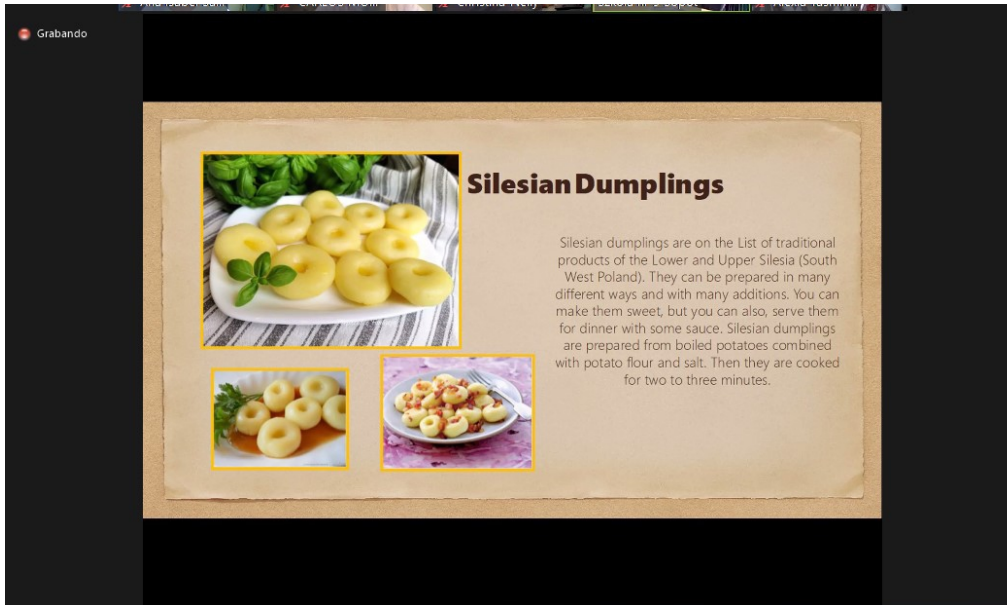 Grabando
Silesian Dumplings
Silesian dumplings are on the List of traditional
products of the Lower and Upper Silesia (South
West Poland). They can be prepared in many
different ways and with many additions. You can
make them sweet, but you can also, serve them
for dinner with some sauce. Silesian dumplings
are prepared from boiled potatoes combined
with potato flour and salt. Then they are cooked
for two to three minutes.